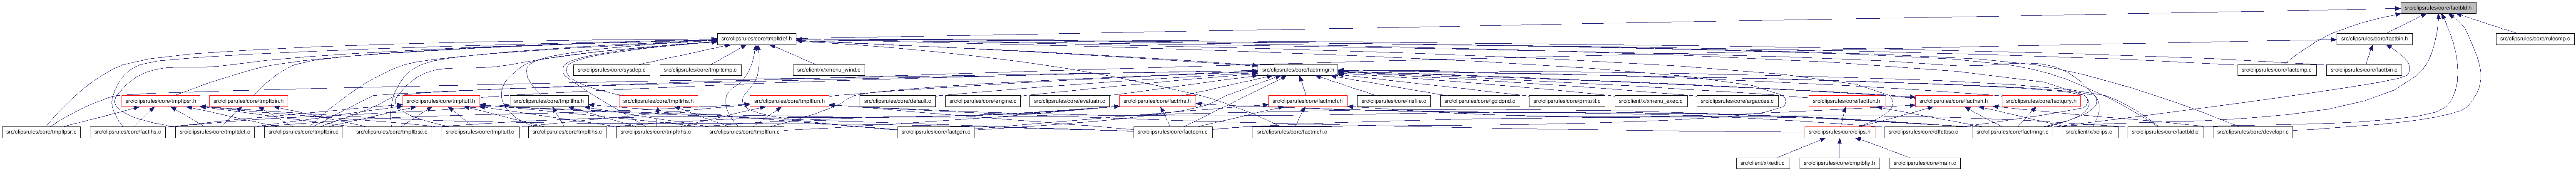 src/clipsrules/core/factbld.h
src/clipsrules/core/tmpltdef.h
src/clipsrules/core/factbin.h
src/clipsrules/core/rulecmp.c
src/clipsrules/core/sysdep.c
src/clipsrules/core/tmpltcmp.c
src/client/x/xmenu_wind.c
src/clipsrules/core/factmngr.h
src/clipsrules/core/factcmp.c
src/clipsrules/core/factbin.c
src/clipsrules/core/tmpltpsr.h
src/clipsrules/core/tmpltbin.h
src/clipsrules/core/tmpltutl.h
src/clipsrules/core/tmpltlhs.h
src/clipsrules/core/tmpltrhs.h
src/clipsrules/core/tmpltfun.h
src/clipsrules/core/default.c
src/clipsrules/core/engine.c
src/clipsrules/core/evaluatn.c
src/clipsrules/core/factrhs.h
src/clipsrules/core/factmch.h
src/clipsrules/core/insfile.c
src/clipsrules/core/lgcldpnd.c
src/clipsrules/core/prntutil.c
src/client/x/xmenu_exec.c
src/clipsrules/core/argacces.c
src/clipsrules/core/factfun.h
src/clipsrules/core/facthsh.h
src/clipsrules/core/factqury.h
src/clipsrules/core/tmpltpsr.c
src/clipsrules/core/factlhs.c
src/clipsrules/core/tmpltdef.c
src/clipsrules/core/tmpltbin.c
src/clipsrules/core/tmpltbsc.c
src/clipsrules/core/tmpltutl.c
src/clipsrules/core/tmpltlhs.c
src/clipsrules/core/tmpltrhs.c
src/clipsrules/core/tmpltfun.c
src/clipsrules/core/factgen.c
src/clipsrules/core/factcom.c
src/clipsrules/core/factmch.c
src/clipsrules/core/clips.h
src/clipsrules/core/dffctbsc.c
src/clipsrules/core/factmngr.c
src/client/x/xclips.c
src/clipsrules/core/factbld.c
src/clipsrules/core/developr.c
src/client/x/xedit.c
src/clipsrules/core/cmptblty.h
src/clipsrules/core/main.c